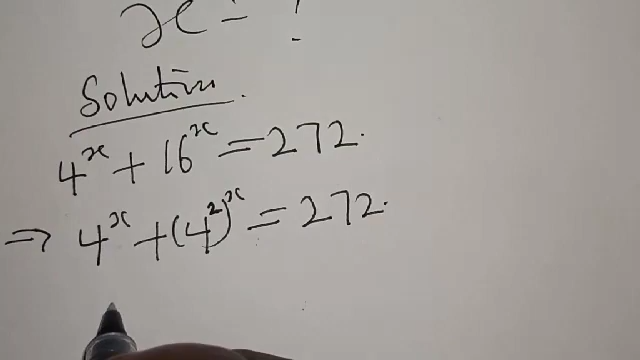 x = ?
Solution.
4^x + 16^x = 272.
⇒ 4^x + (4^2)^x = 272.